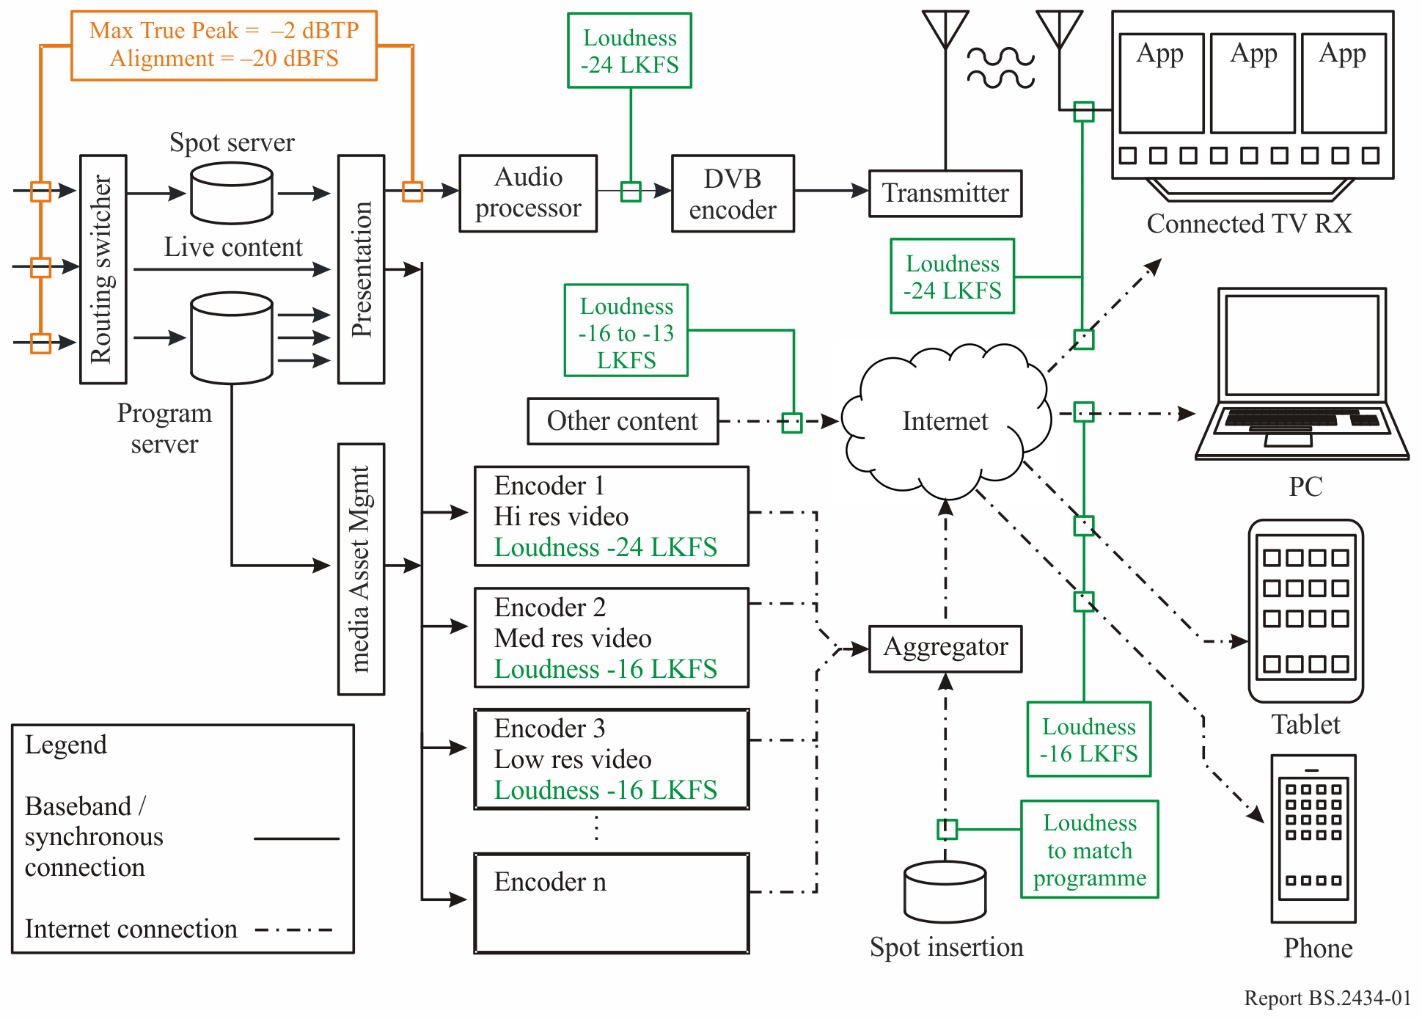 Max True Peak = –2 dBTP
Alignment = –20 dBFS
Loudness
-24 LKFS
App
App
App
Spot server
Routing switcher
Presentation
Audio
processor
DVB
encoder
Transmitter
Connected TV RX
Live content
Loudness
-24 LKFS
Loudness
-16 to -13
LKFS
Program
server
Other content
Internet
PC
media Asset Mgmt
Encoder 1
Hi res video
Loudness -24 LKFS
Encoder 2
Med res video
Loudness -16 LKFS
Aggregator
Encoder 3
Low res video
Loudness -16 LKFS
Loudness
-16 LKFS
Tablet
Legend
Baseband /
synchronous
connection
Internet connection
Encoder n
Loudness
to match
programme
Spot insertion
Phone
Report BS.2434-01